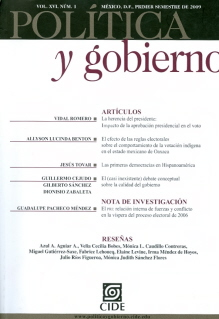 VOL. XVI, NÚM. 1 MÉXICO, D.F., PRIMER SEMESTRE DE 2009
POLÍTICA
y gobierno
ARTÍCULOS
VIDAL ROMERO La herencia del presidente:
Impacto de la aprobación presidencial en el voto
ALLYSON LUCINDA BENTON El efecto de las reglas electorales
sobre el comportamiento de la votación indígena
en el estado mexicano de Oaxaca
JESÚS TOVAR Las primeras democracias en Hispanoamérica
GUILLERMO CEJUDO El (casi inexistente) debate conceptual
GILBERTO SÁNCHEZ sobre la calidad del gobierno
DIONISIO ZABALETA
NOTA DE INVESTIGACIÓN
GUADALUPE PACHECO MÉNDEZ El PRI: relación interna de fuerzas y conflicto
en la víspera del proceso electoral de 2006
RESEÑAS
Azul A. Aguiar A., Velia Cecilia Bobes, Mónica L. Caudillo Contreras,
Miguel Gutiérrez-Saxe, Fabrice Lehoucq, Elaine Levine, Irma Méndez de Hoyos,
Julio Ríos Figueroa, Mónica Judith Sánchez Flores
CIDE
www.politicaygobierno.cide.edu